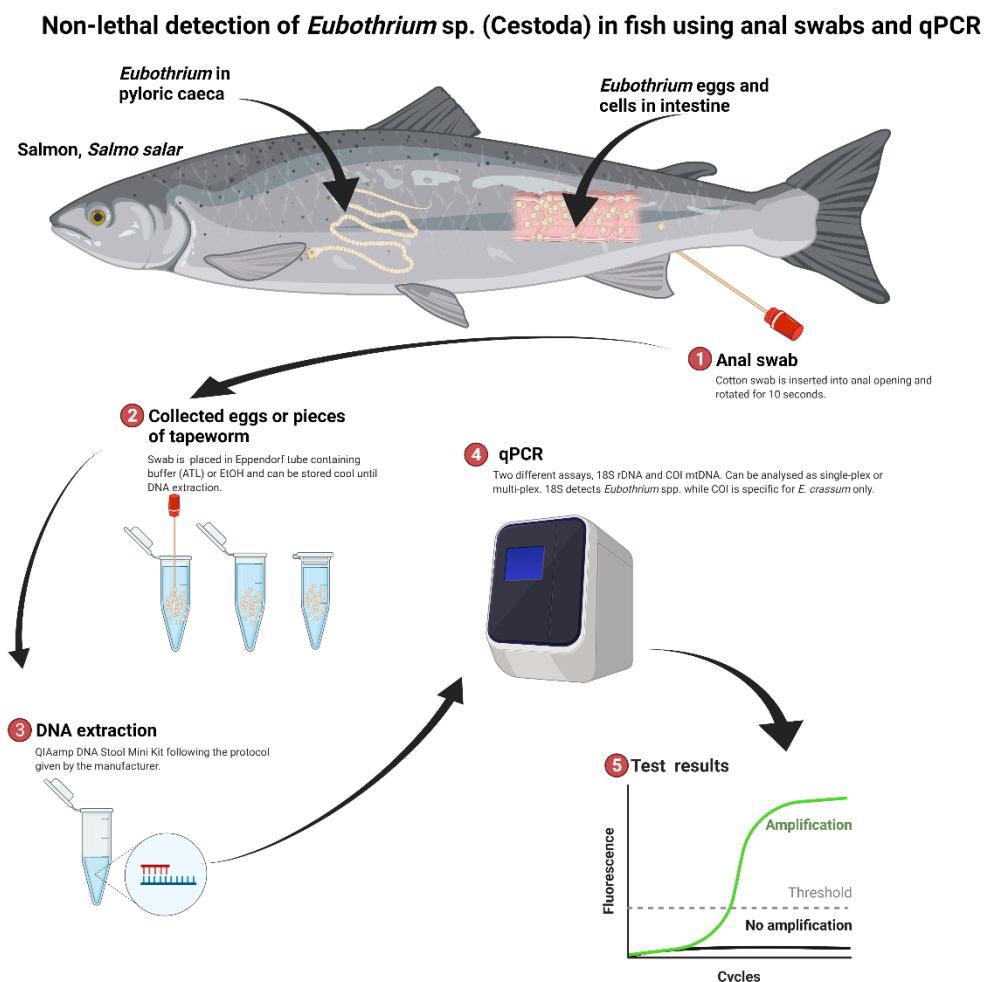 Non-lethal detection of Eubothrium sp. (Cestoda) in fish using anal swabs and qPCR
Eubothrium in
pyloric caeca
Eubothrium eggs and
cells in intestine
Salmon, Salmo salar
1 Anal swab
Cotton swab is inserted into anal opening and
rotated for 10 seconds.
2 Collected eggs or pieces
of tapeworm
Swab is placed in Eppendorf tube containing
buffer (ATL) or EtOH and can be stored cool until
DNA extraction.
3 DNA extraction
QIAamp DNA Stool Mini Kit following the protocol
given by the manufacturer.
4 qPCR
Two different assays, 18S rDNA and COI mtDNA. Can be analysed as single-plex or
multi-plex. 18S detects Eubothrium spp. while COI is specific for E. crassum only.
5 Test results
Fluorescence
Amplification
Threshold
No amplification
Cycles